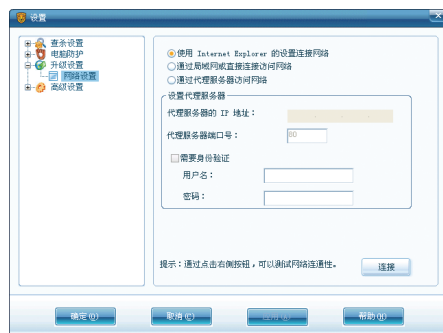 设置
查杀设置
电脑防护
升级设置
网络设置
高级设置
使用 Internet Explorer 的设置连接网络
通过局域网或直接连接访问网络
通过代理服务器访问网络
设置代理服务器
代理服务器的 IP 地址：
代理服务器端口号：
80
需要身份验证
用户名：
密码：
提示：通过点击右侧按钮，可以测试网络连通性。
连接
确定(O)
取消(C)
应用(A)
帮助(H)